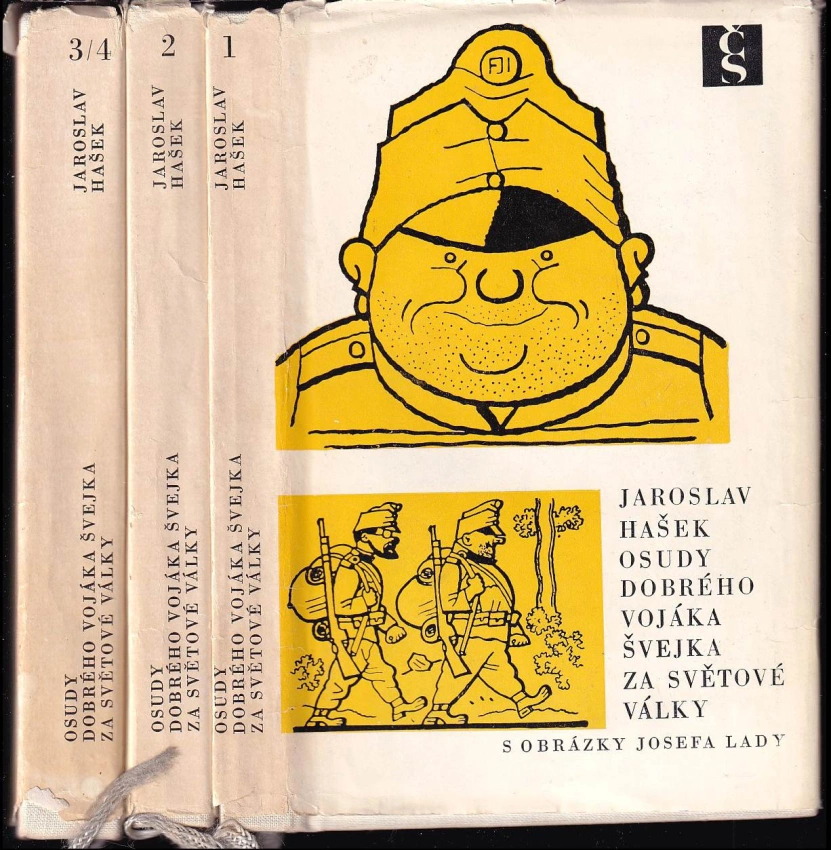 3/4
JAROSLAV
HAŠEK
OSUDY
DOBRÉHO VOJÁKA ŠVEJKA
ZA SVĚTOVÉ VÁLKY
2
JAROSLAV
HAŠEK
OSUDY
DOBRÉHO VOJÁKA ŠVEJKA
ZA SVĚTOVÉ VÁLKY
1
JAROSLAV
HAŠEK
OSUDY
DOBRÉHO VOJÁKA ŠVEJKA
ZA SVĚTOVÉ VÁLKY
FJI
ČS
JAROSLAV
HAŠEK
OSUDY
DOBRÉHO
VOJÁKA
ŠVEJKA
ZA SVĚTOVÉ
VÁLKY
S OBRÁZKY JOSEFA LADY